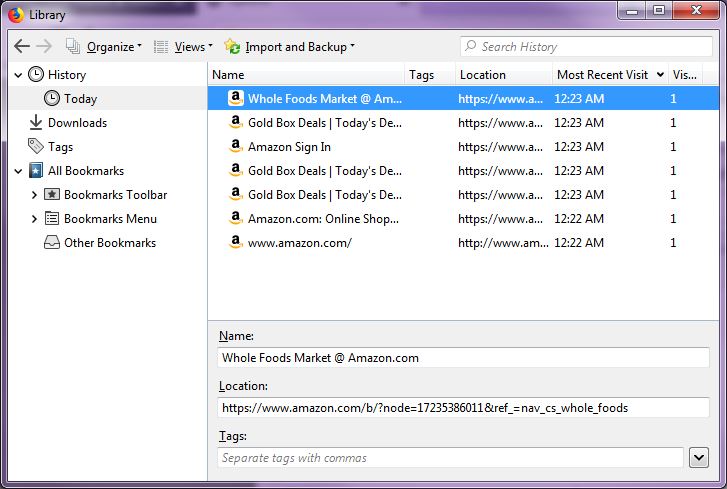 Library
Organize Views Import and Backup Search History
History
Today
Downloads
Tags
All Bookmarks
Bookmarks Toolbar
Bookmarks Menu
Other Bookmarks
Name Tags Location Most Recent Visit Vis...
Whole Foods Market @ Am... https://www.a... 12:23 AM 1
Gold Box Deals | Today's De... https://www.a... 12:23 AM 1
Amazon Sign In https://www.a... 12:23 AM 1
Gold Box Deals | Today's De... https://www.a... 12:23 AM 1
Gold Box Deals | Today's De... https://www.a... 12:23 AM 1
Amazon.com: Online Shop... https://www.a... 12:22 AM 1
www.amazon.com/ http://www.am... 12:22 AM 1
Name:
Whole Foods Market @ Amazon.com
Location:
https://www.amazon.com/b/?node=17235386011&ref_=nav_cs_whole_foods
Tags:
Separate tags with commas